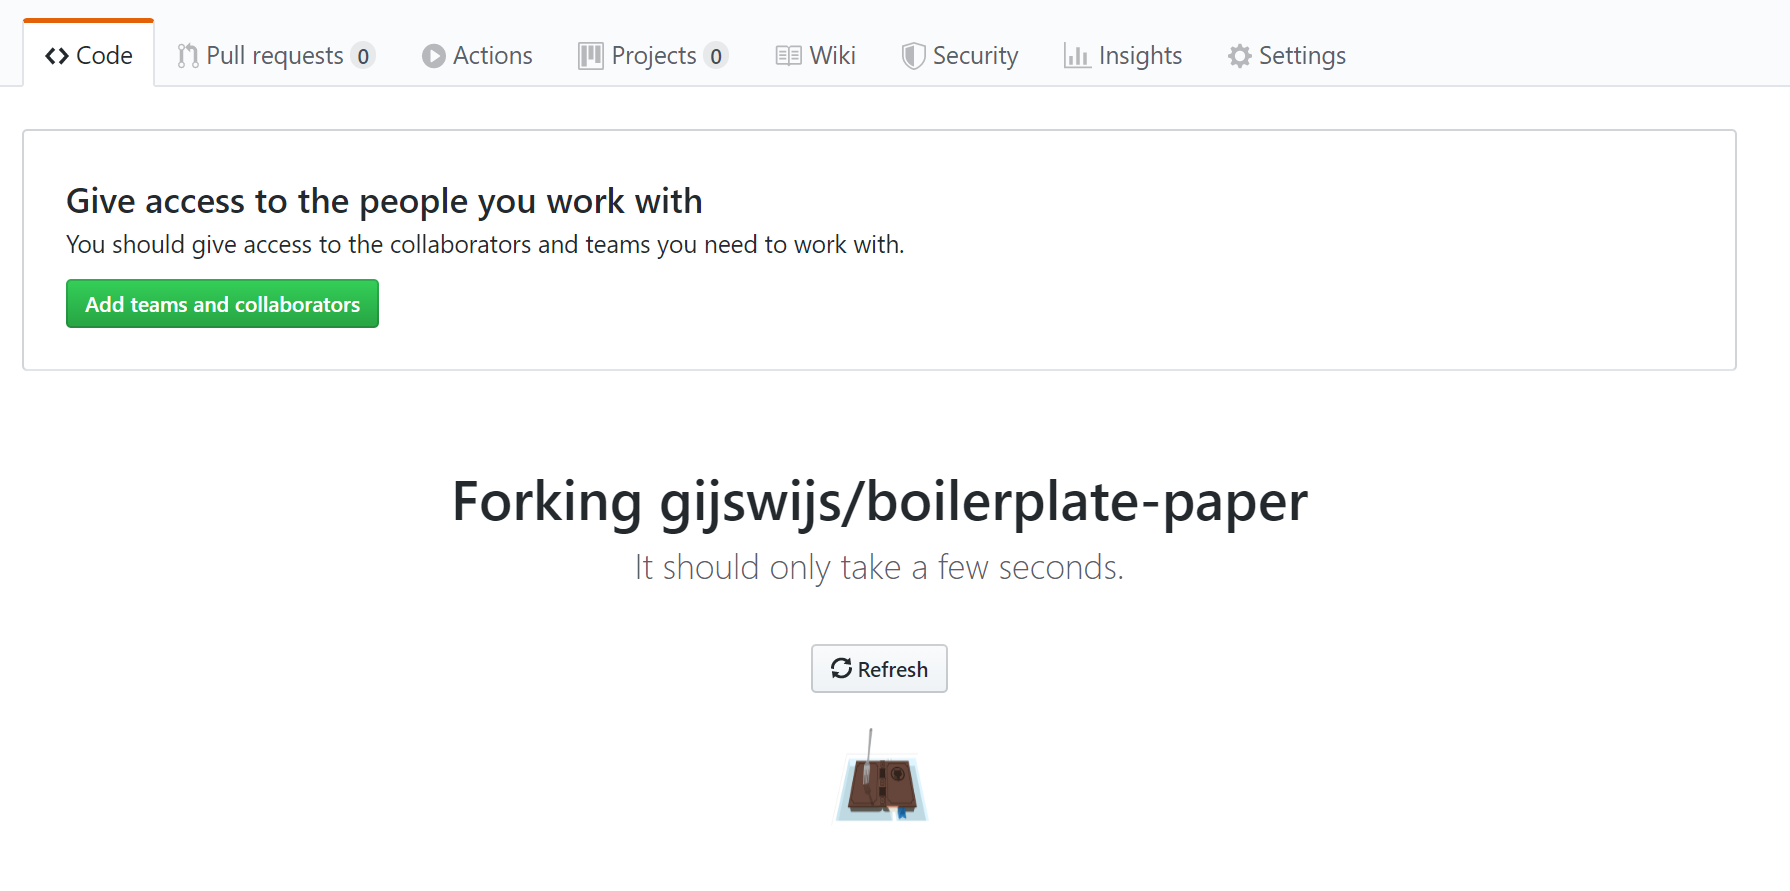 Code Pull requests 0 Actions Projects 0 Wiki Security Insights Settings
Give access to the people you work with
You should give access to the collaborators and teams you need to work with.
Add teams and collaborators
Forking gijswijs/boilerplate-paper
It should only take a few seconds.
Refresh